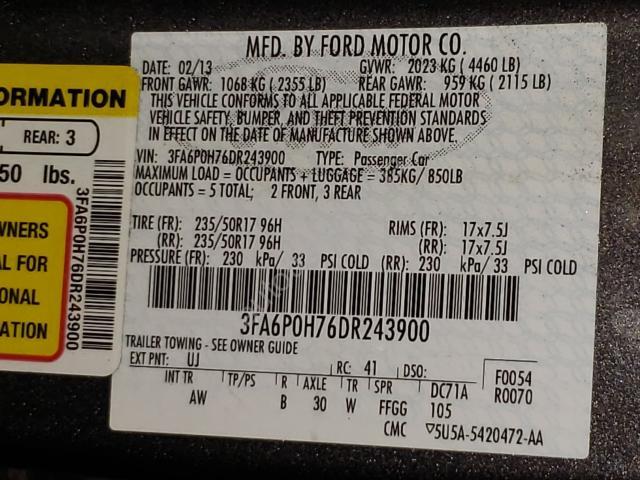 MFD. BY FORD MOTOR CO.
DATE: 02/13 GVWR: 2023 KG ( 4460 LB)
FRONT GAWR: 1068 KG ( 2355 LB) REAR GAWR: 959 KG ( 2115 LB)
THIS VEHICLE CONFORMS TO ALL APPLICABLE FEDERAL MOTOR
VEHICLE SAFETY, BUMPER, AND THEFT PREVENTION STANDARDS
IN EFFECT ON THE DATE OF MANUFACTURE SHOWN ABOVE.
VIN: 3FA6P0H76DR243900 TYPE: Passenger Car
MAXIMUM LOAD = OCCUPANTS + LUGGAGE = 385KG/ 850LB
OCCUPANTS = 5 TOTAL; 2 FRONT, 3 REAR
TIRE (FR): 235/50R17 96H RIMS (FR): 17x7.5J
(RR): 235/50R17 96H (RR): 17x7.5J
PRESSURE (FR): 230 kPa/ 33 PSI COLD (RR): 230 kPa/ 33 PSI COLD
3FA6P0H76DR243900
TRAILER TOWING - SEE OWNER GUIDE
EXT PNT: UJ RC: 41 DSO: F0054
R0070
INT TR TP/PS R AXLE TR SPR DC71A
AW B 30 W FFGG 105
CMC ▽5U5A-5420472-AA
ORMATION
REAR: 3
50 lbs.
WNERS
AL FOR
ONAL
ATION
3FA6P0H76DR243900